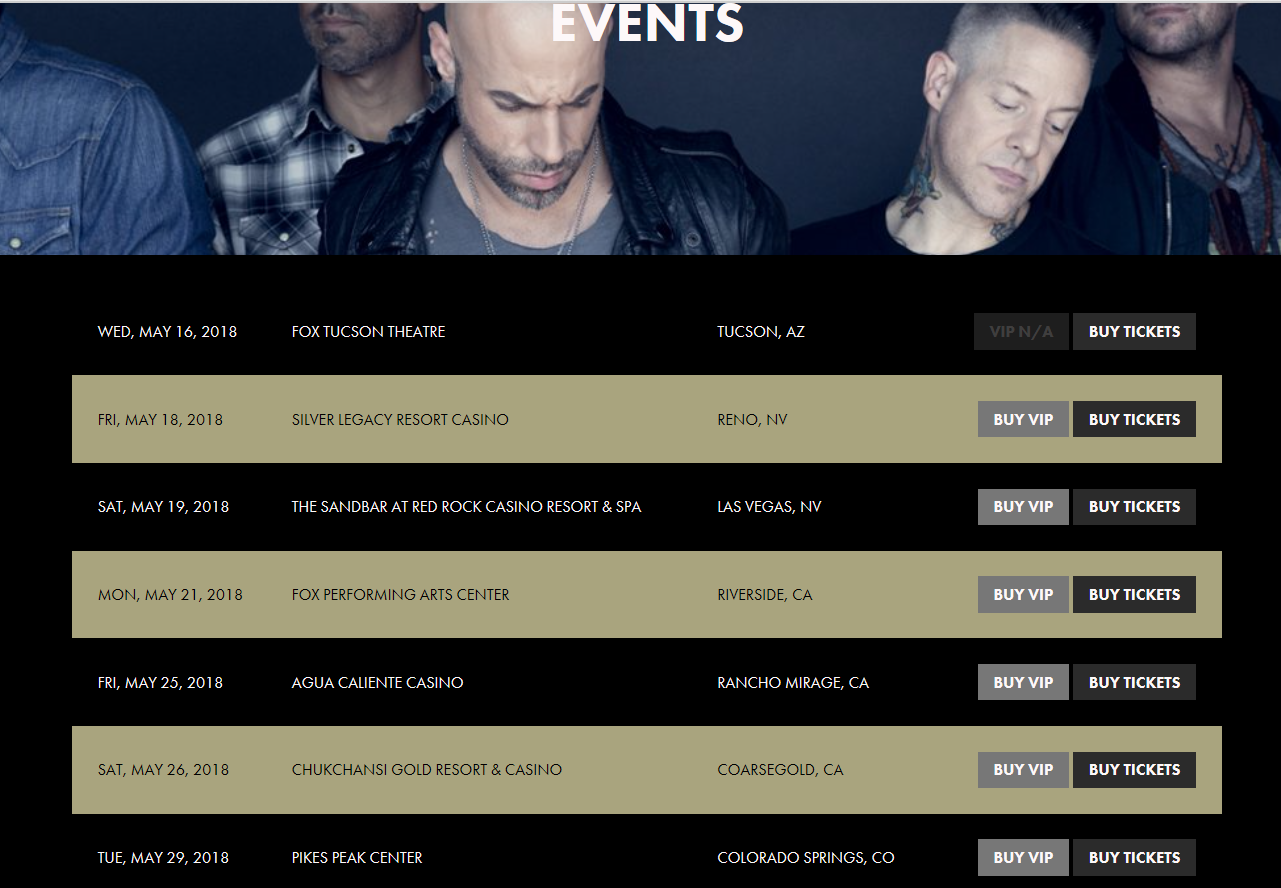 EVENTS
WED, MAY 16, 2018 FOX TUCSON THEATRE TUCSON, AZ VIP N/A BUY TICKETS
FRI, MAY 18, 2018 SILVER LEGACY RESORT CASINO RENO, NV BUY VIP BUY TICKETS
SAT, MAY 19, 2018 THE SANDBAR AT RED ROCK CASINO RESORT & SPA LAS VEGAS, NV BUY VIP BUY TICKETS
MON, MAY 21, 2018 FOX PERFORMING ARTS CENTER RIVERSIDE, CA BUY VIP BUY TICKETS
FRI, MAY 25, 2018 AGUA CALIENTE CASINO RANCHO MIRAGE, CA BUY VIP BUY TICKETS
SAT, MAY 26, 2018 CHUKCHANSI GOLD RESORT & CASINO COARSEGOLD, CA BUY VIP BUY TICKETS
TUE, MAY 29, 2018 PIKES PEAK CENTER COLORADO SPRINGS, CO BUY VIP BUY TICKETS